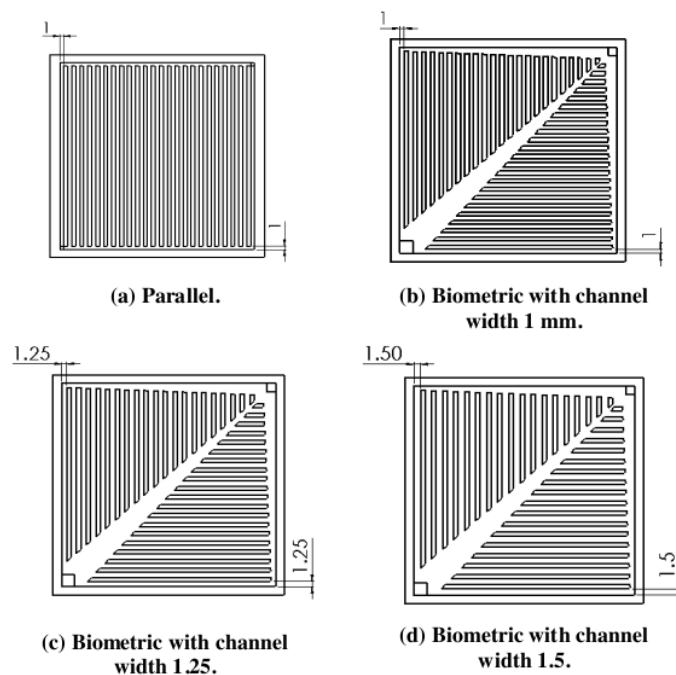 1
1
(a) Parallel.
1
1
(b) Biometric with channel
width 1 mm.
1.25
1.25
(c) Biometric with channel
width 1.25.
1.50
1.5
(d) Biometric with channel
width 1.5.